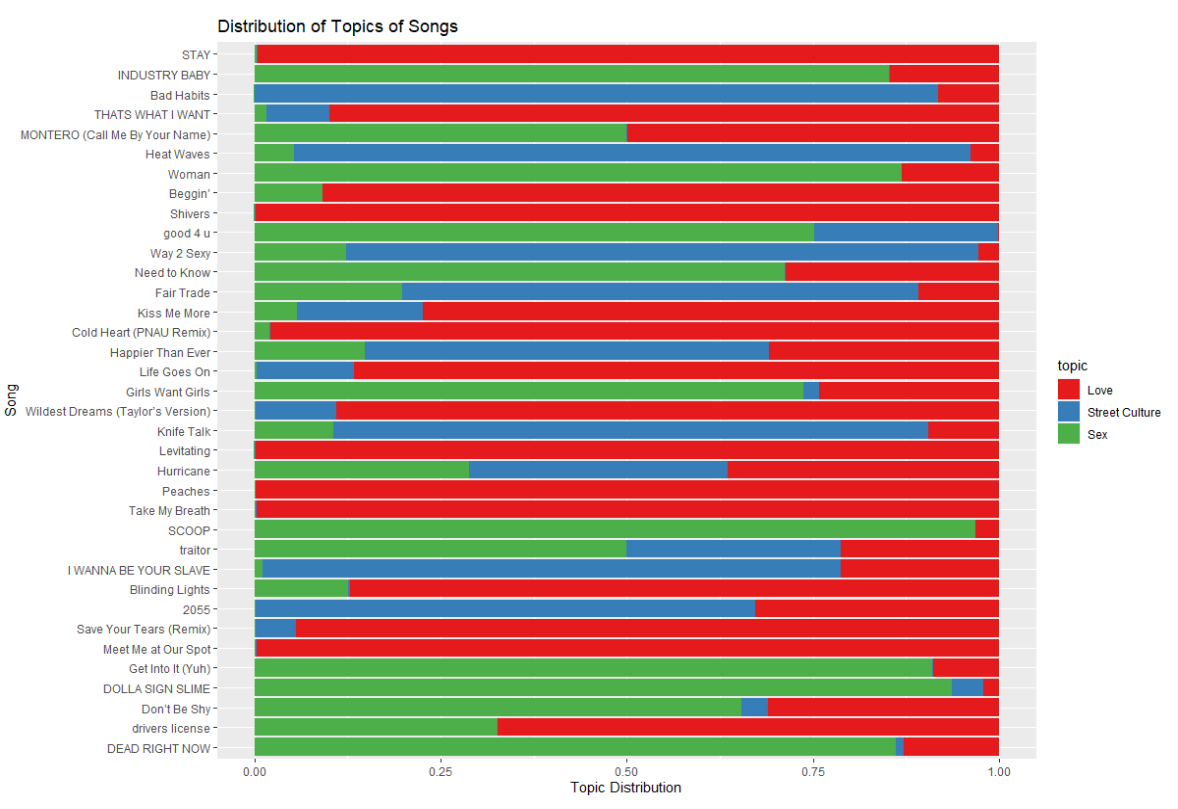 Distribution of Topics of Songs
STAY
INDUSTRY BABY
Bad Habits
THATS WHAT I WANT
MONTERO (Call Me By Your Name)
Heat Waves
Woman
Beggin'
Shivers
good 4 u
Way 2 Sexy
Need to Know
Fair Trade
Kiss Me More
Cold Heart (PNAU Remix)
Happier Than Ever
Life Goes On
Girls Want Girls
Wildest Dreams (Taylor's Version)
Knife Talk
Levitating
Hurricane
Peaches
Take My Breath
SCOOP
traitor
I WANNA BE YOUR SLAVE
Blinding Lights
2055
Save Your Tears (Remix)
Meet Me at Our Spot
Get Into It (Yuh)
DOLLA SIGN SLIME
Don't Be Shy
drivers license
DEAD RIGHT NOW
Song
0.00 0.25 0.50 0.75 1.00
Topic Distribution
topic
Love
Street Culture
Sex